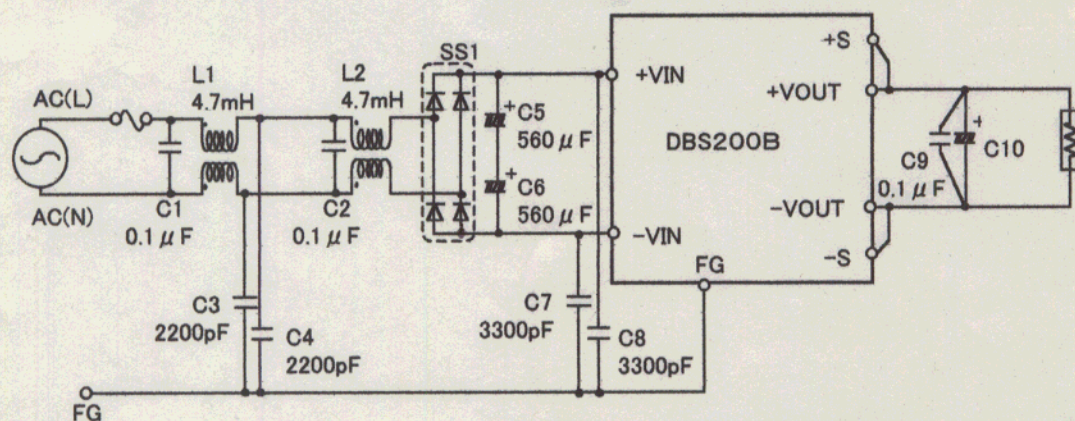 AC(L)
L1
4.7mH
L2
4.7mH
SS1
C5
560 μF
C6
560 μF
+VIN
-VIN
DBS200B
+S
+VOUT
-VOUT
-S
FG
C9
0.1 μF
C10
AC(N)
C1
0.1 μF
C2
0.1 μF
C3
2200pF
C4
2200pF
C7
3300pF
C8
3300pF
FG